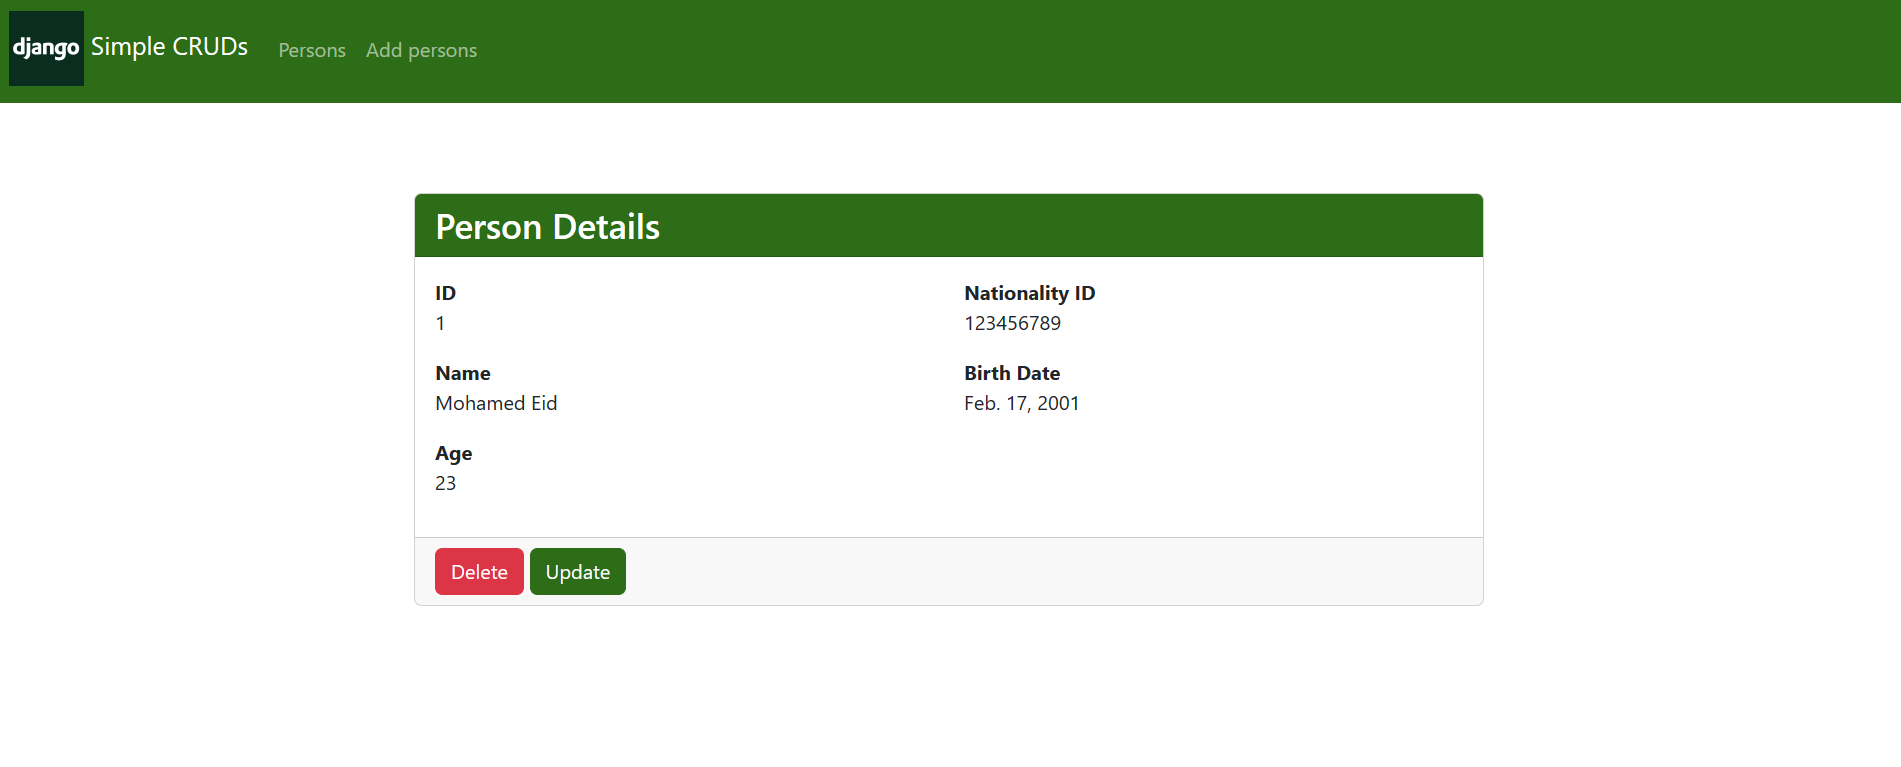 django Simple CRUDs Persons Add persons
Person Details
ID
1
Nationality ID
123456789
Name
Mohamed Eid
Birth Date
Feb. 17, 2001
Age
23
Delete Update